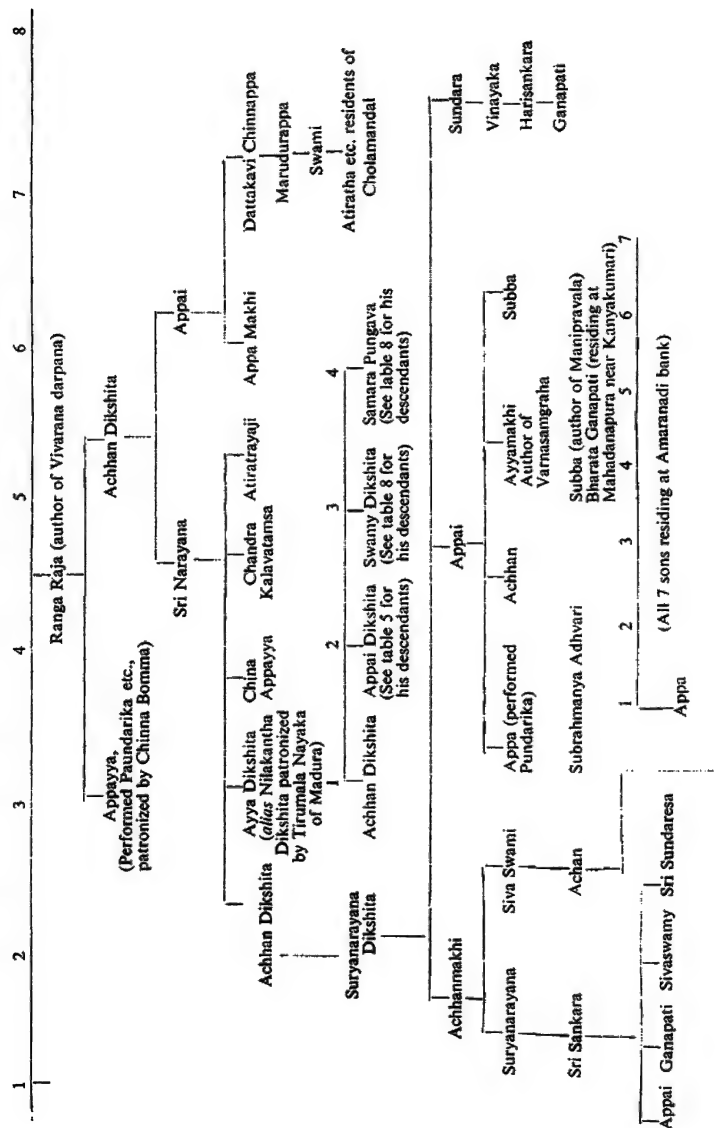 1 2 3 4 5 6 7 8
Ranga Raja (author of Vivarana darpana)
Appayya, Achhan Dikshita
(Performed Paundarika etc.,
patronized by Chinna Bomma)
Sri Narayana Appai
Achhan Dikshita Ayya Dikshita China Chandra Atiratrayaji Appa Makhi Dattakavi Chinnappa
(alias Nilakantha Appayya Kalavatamsa Marudurappa
Dikshita patronized Swami
by Tirumala Nayaka Atiratha etc. residents of
of Madura) Cholamandal
1 2 3 4
Suryanarayana Achhan Dikshita Appai Dikshita Swamy Dikshita Samara Pungava
Dikshita (See table 5 for (See table 8 for (See lable 8 for his
his descendants) his descendants) descendants)
Achhanmakhi Appai Sundara
Suryanarayana Siva Swami Appa (performed Achhan Ayyamakhi Subba Vinayaka
Pundarika) Author of Harisankara
Varnasamgraha Ganapati
Sri Sankara Achan Subrahmanya Adhvari Subba (author of Manipravala)
Bharata Ganapati (residing at
Mahadanapura near Kanyakumari)
1 2 3 4 5 6 7
Appai Ganapati Sivaswamy Sri Sundaresa Appa (All 7 sons residing at Amaranadi bank)